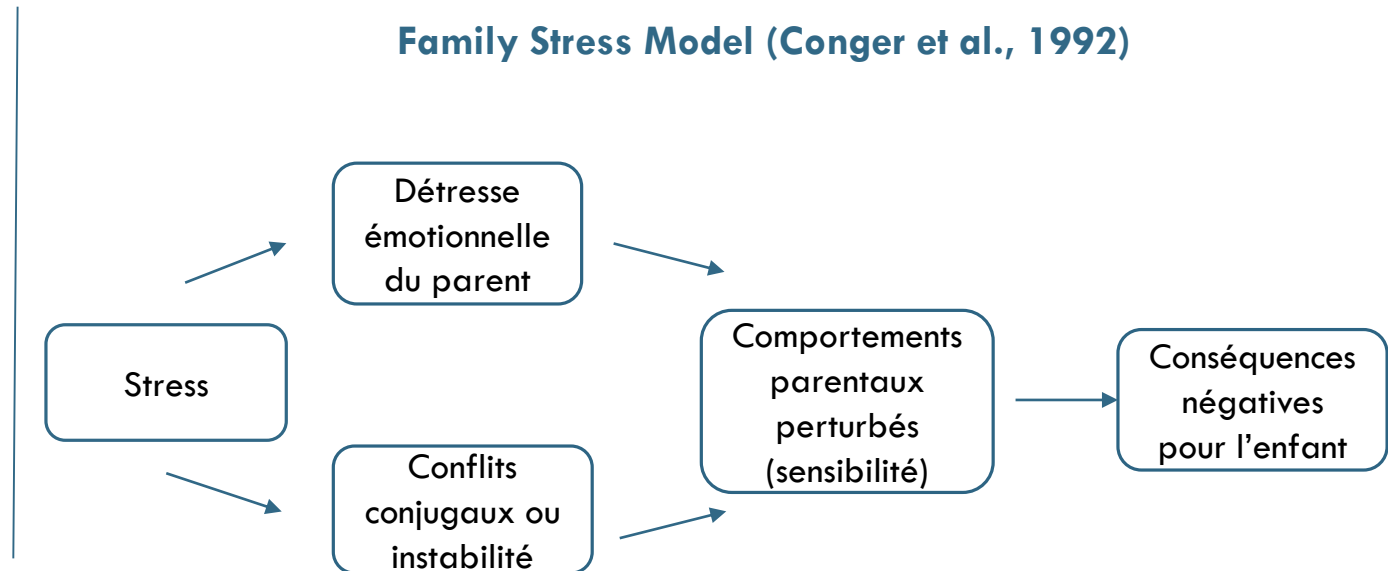 Family Stress Model (Conger et al., 1992)
Détresse
émotionnelle
du parent
Stress
Conflits
conjugaux ou
instabilité
Comportements
parentaux
perturbés
(sensibilité)
Conséquences
négatives
pour l’enfant